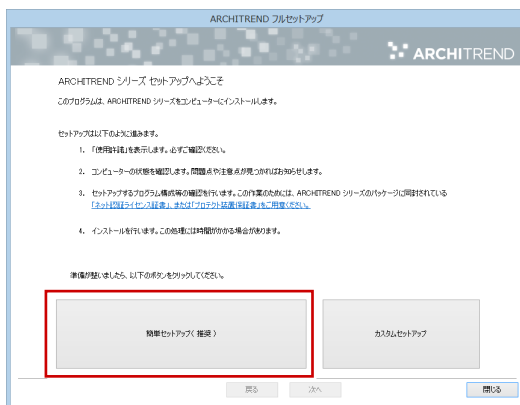 ARCHITREND フルセットアップ
ARCHITREND
ARCHITREND シリーズ セットアップへようこそ
このプログラムは、ARCHITREND シリーズをコンピューターにインストールします。
セットアップは以下のように進みます。
1. 「使用許諾」を表示します。必ずご確認ください。
2. コンピューターの状態を確認します。問題点や注意点が見つかればお知らせします。
3. セットアップするプログラム構成等の確認を行います。この作業のためには、ARCHITREND シリーズのパッケージに同封されている
「ネット認証ライセンス証書」、または「プロテクト装置保証書」をご用意ください。
4. インストールを行います。この処理には時間がかかる場合があります。
準備が整いましたら、以下のボタンをクリックしてください。
簡単セットアップ( 推奨 )
カスタムセットアップ
戻る
次へ
閉じる